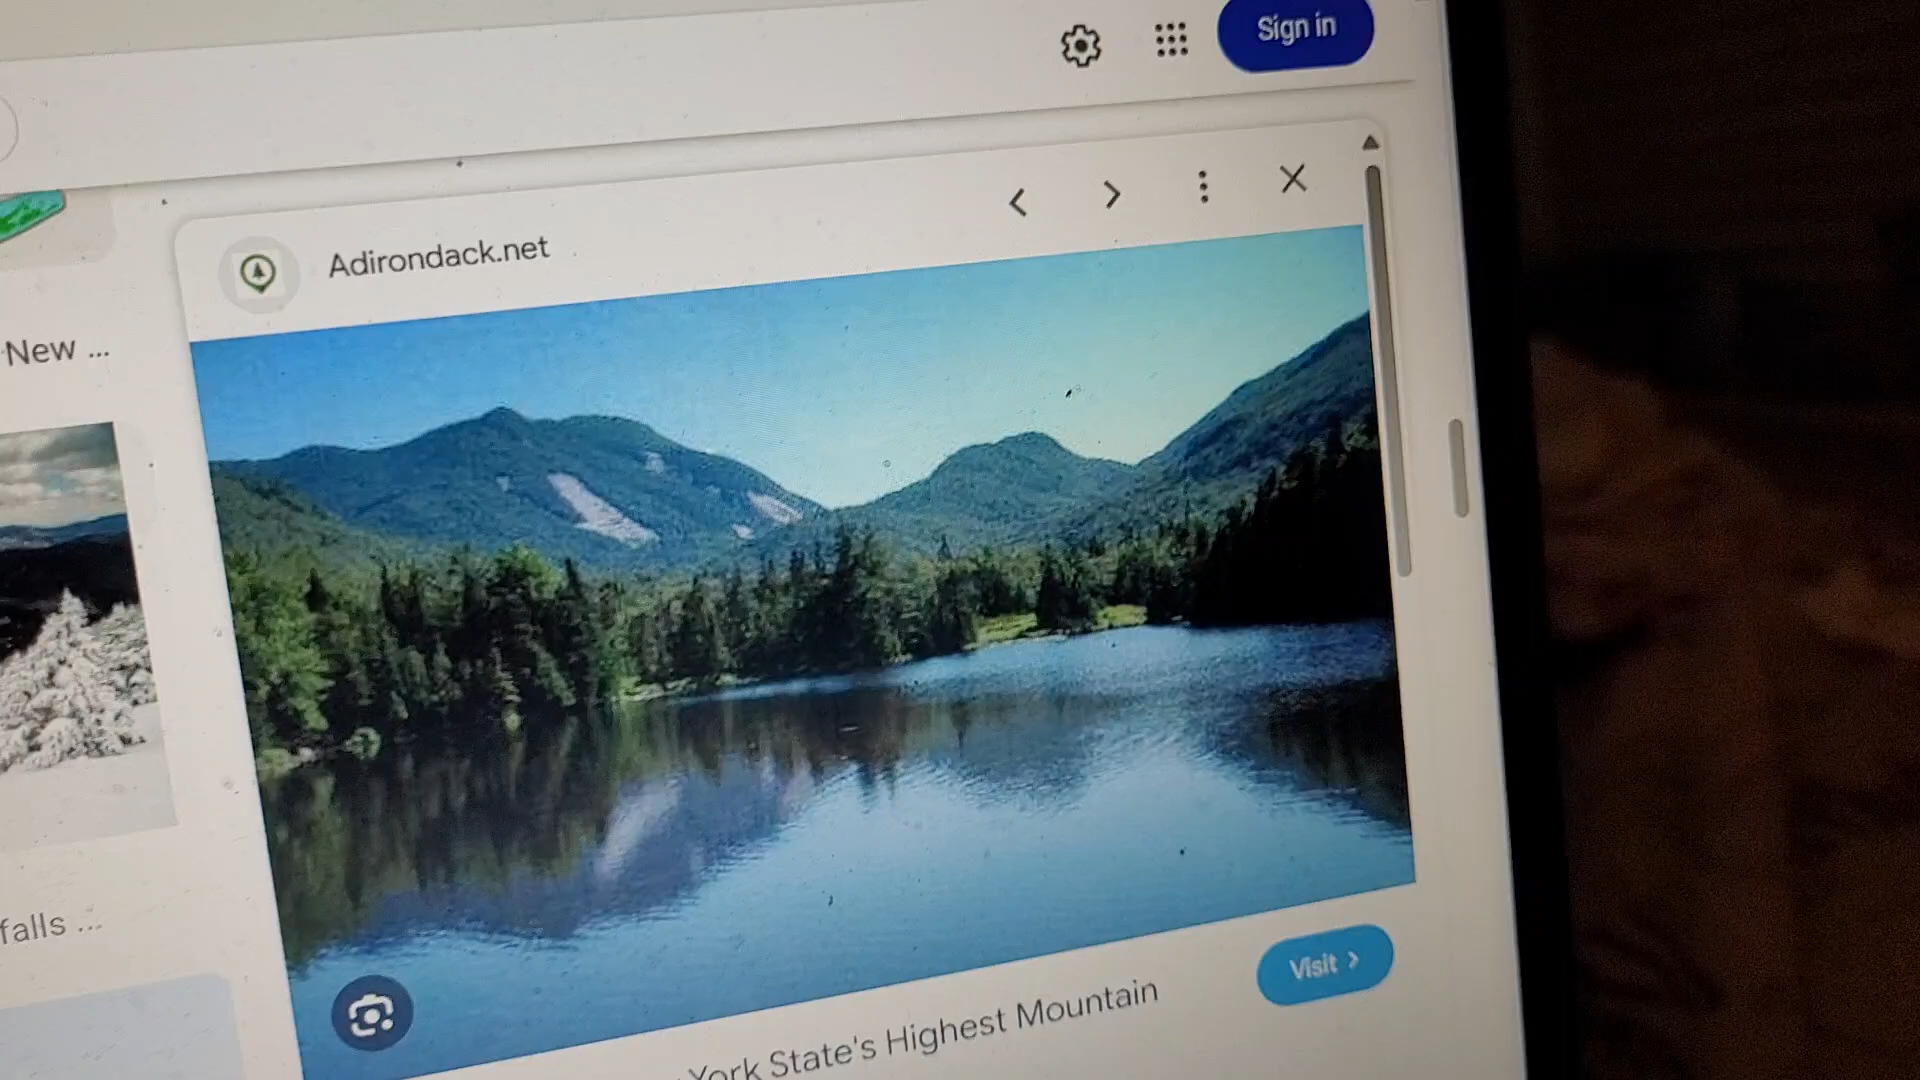 Sign in
Adirondack.net
New ...
falls ...
Visit >
York State's Highest Mountain